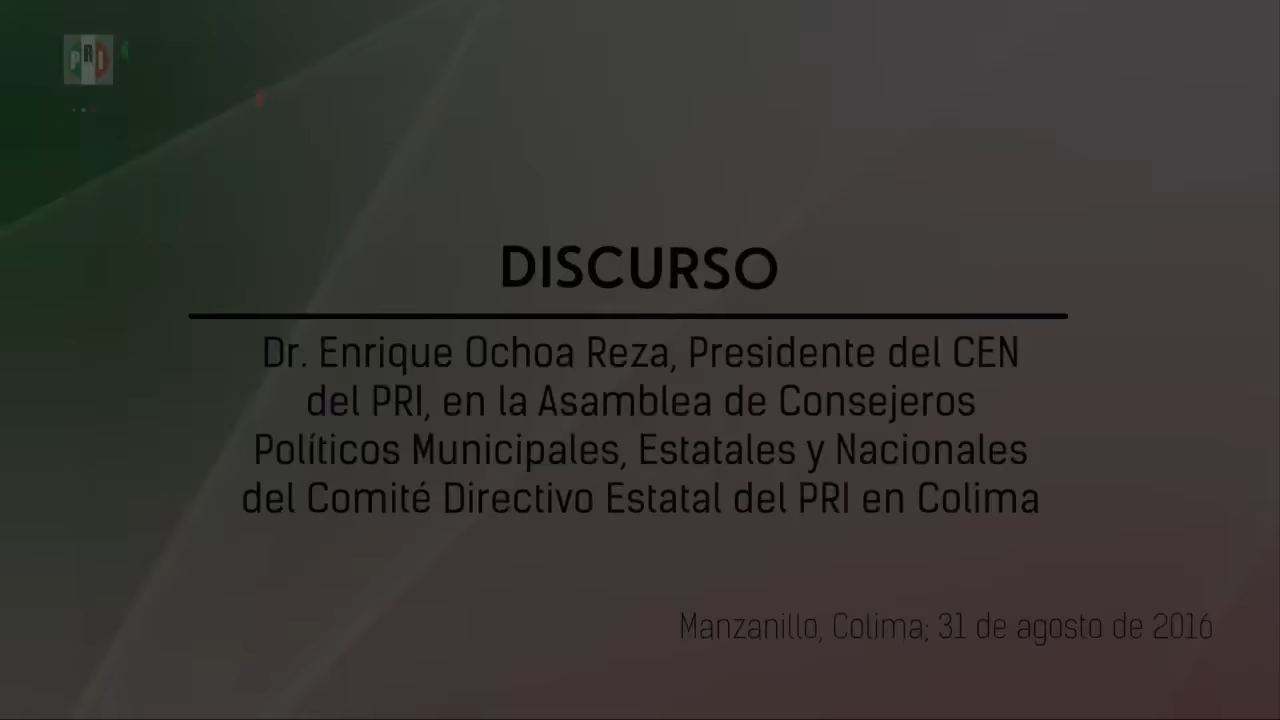 PRI
DISCURSO
Dr. Enrique Ochoa Reza, Presidente del CEN
del PRI, en la Asamblea de Consejeros
Políticos Municipales, Estatales y Nacionales
del Comité Directivo Estatal del PRI en Colima
Manzanillo, Colima; 31 de agosto de 2016